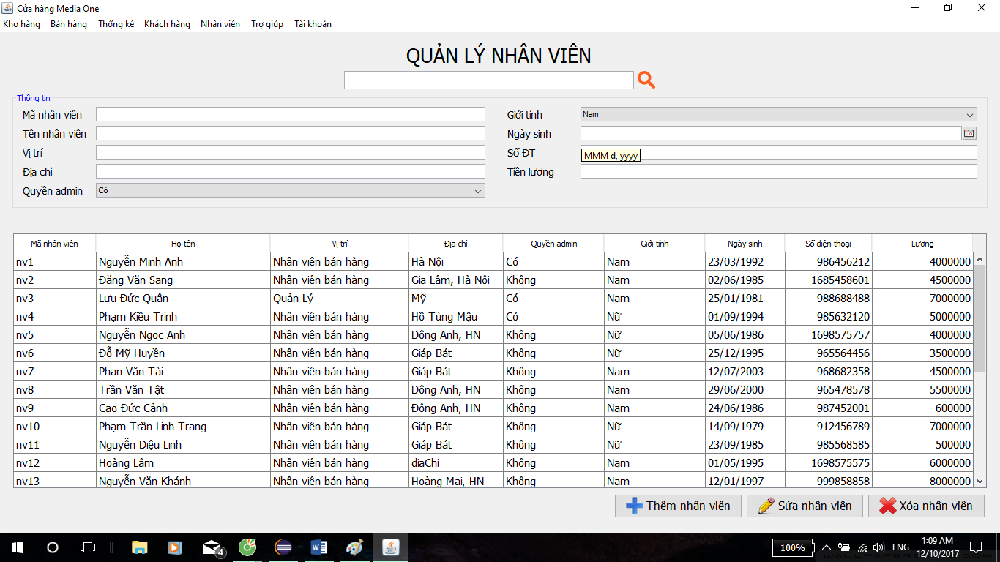 Cửa hàng Media One
Kho hàng Bán hàng Thống kê Khách hàng Nhân viên Trợ giúp Tài khoản
QUẢN LÝ NHÂN VIÊN
Thông tin
Mã nhân viên Giới tính Nam
Tên nhân viên Ngày sinh
Vị trí Số ĐT MMM d, yyyy
Địa chỉ Tiền lương
Quyền admin Có
Mã nhân viên Họ tên Vị trí Địa chỉ Quyền admin Giới tính Ngày sinh Số điện thoại Lương
nv1 Nguyễn Minh Anh Nhân viên bán hàng Hà Nội Có Nam 23/03/1992 986456212 4000000
nv2 Đặng Văn Sang Nhân viên bán hàng Gia Lâm, Hà Nội Không Nam 02/06/1985 1685458601 4500000
nv3 Lưu Đức Quân Quản Lý Mỹ Có Nam 25/01/1981 988688488 7000000
nv4 Phạm Kiều Trinh Nhân viên bán hàng Hồ Tùng Mậu Có Nữ 01/09/1994 985632120 5000000
nv5 Nguyễn Ngọc Anh Nhân viên bán hàng Đông Anh, HN Không Nữ 05/06/1986 1698575757 4000000
nv6 Đỗ Mỹ Huyền Nhân viên bán hàng Giáp Bát Không Nữ 25/12/1995 965564456 3500000
nv7 Phan Văn Tài Nhân viên bán hàng Giáp Bát Không Nam 12/07/2003 968682358 4500000
nv8 Trần Văn Tật Nhân viên bán hàng Đông Anh, HN Không Nam 29/06/2000 965478578 5500000
nv9 Cao Đức Cảnh Nhân viên bán hàng Đông Anh, HN Không Nam 24/06/1986 987452001 600000
nv10 Phạm Trần Linh Trang Nhân viên bán hàng Giáp Bát Không Nữ 14/09/1979 912456789 7000000
nv11 Nguyễn Diệu Linh Nhân viên bán hàng Giáp Bát Không Nữ 23/09/1985 985568585 500000
nv12 Hoàng Lâm Nhân viên bán hàng diaChi Không Nam 01/05/1995 1698575575 6000000
nv13 Nguyễn Văn Khánh Nhân viên bán hàng Hoàng Mai, HN Không Nam 12/01/1997 999858858 8000000
Thêm nhân viên Sửa nhân viên Xóa nhân viên
4 100% ENG 1:09 AM
12/10/2017